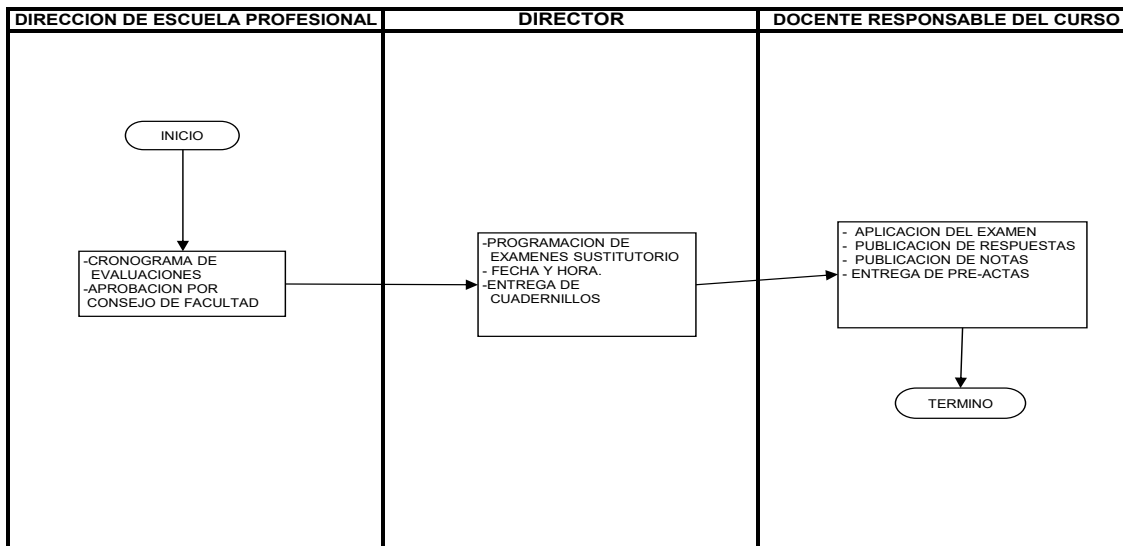 DIRECCION DE ESCUELA PROFESIONAL
DIRECTOR
DOCENTE RESPONSABLE DEL CURSO
INICIO
-CRONOGRAMA DE
EVALUACIONES
-APROBACION POR
CONSEJO DE FACULTAD
-PROGRAMACION DE
EXAMENES SUSTITUTORIO
- FECHA Y HORA.
-ENTREGA DE
CUADERNILLOS
- APLICACION DEL EXAMEN
- PUBLICACION DE RESPUESTAS
- PUBLICACION DE NOTAS
- ENTREGA DE PRE-ACTAS
TERMINO